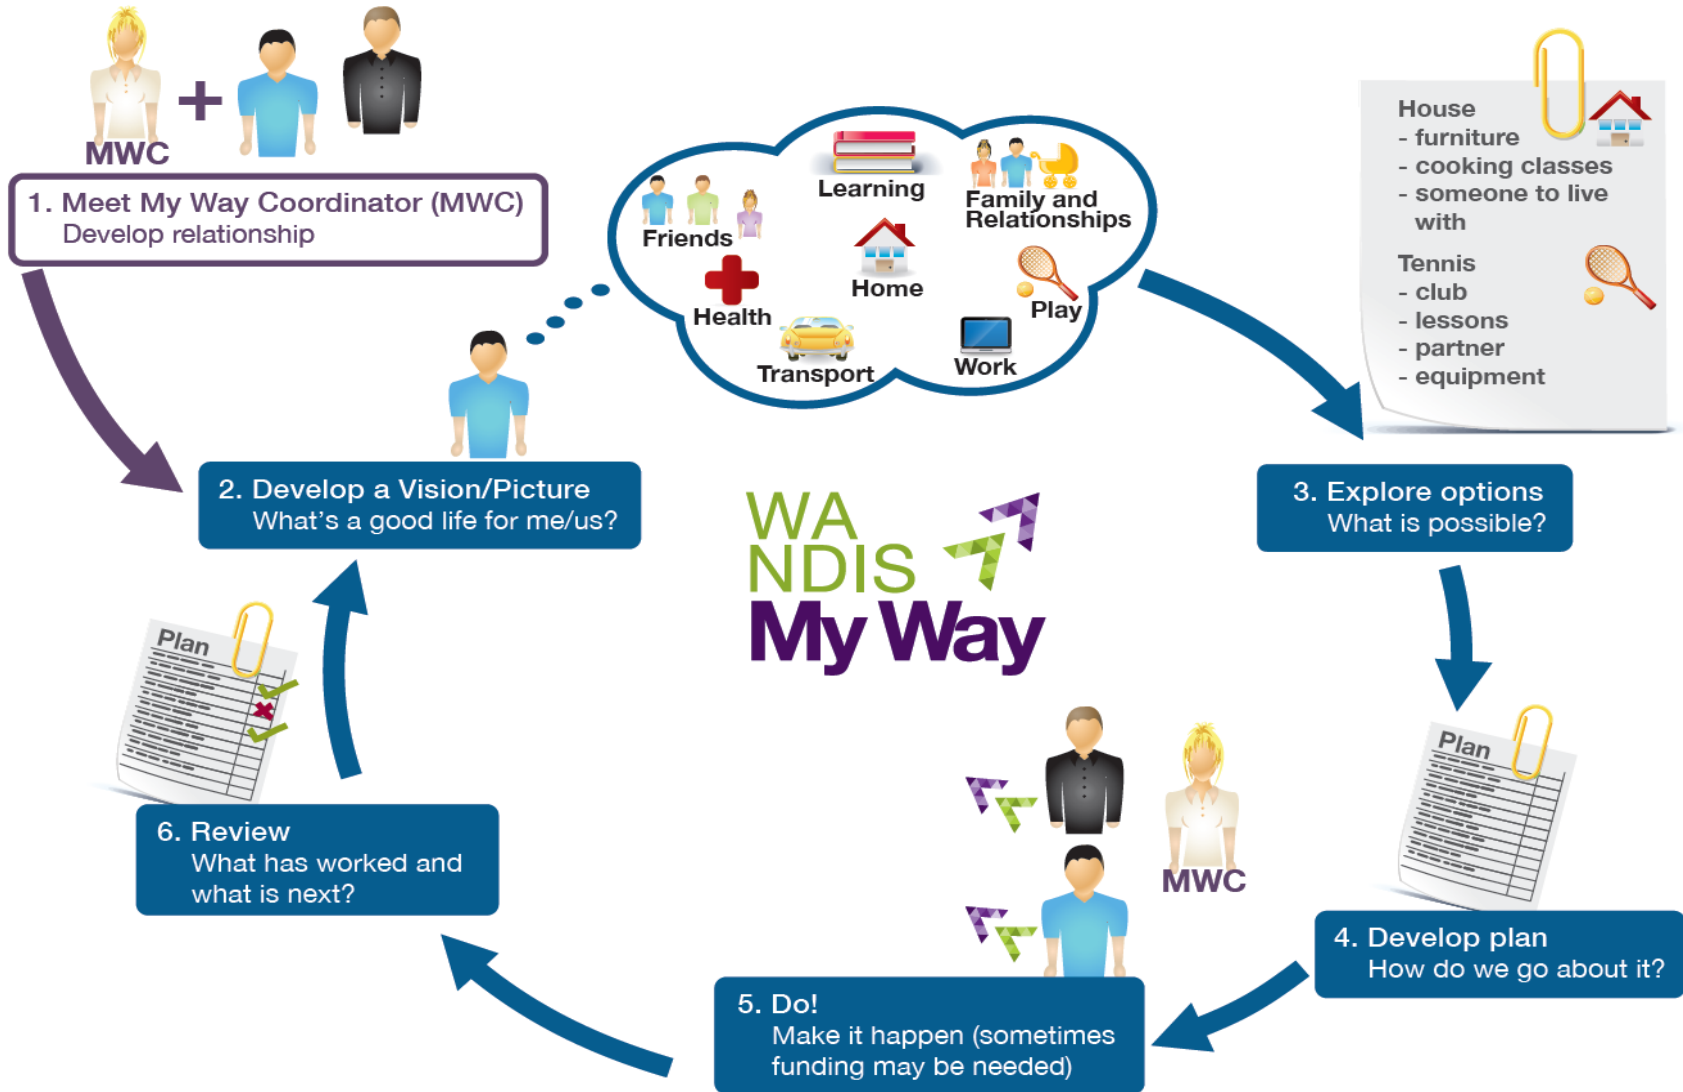 MWC
1. Meet My Way Coordinator (MWC)
Develop relationship
Learning
Family and
Relationships
Friends
Home
Health
Play
Transport
Work
House
- furniture
- cooking classes
- someone to live
with
Tennis
- club
- lessons
- partner
- equipment
2. Develop a Vision/Picture
What's a good life for me/us?
3. Explore options
What is possible?
WA
NDIS
My Way
Plan
4. Develop plan
How do we go about it?
MWC
5. Do!
Make it happen (sometimes
funding may be needed)
Plan
6. Review
What has worked and
what is next?